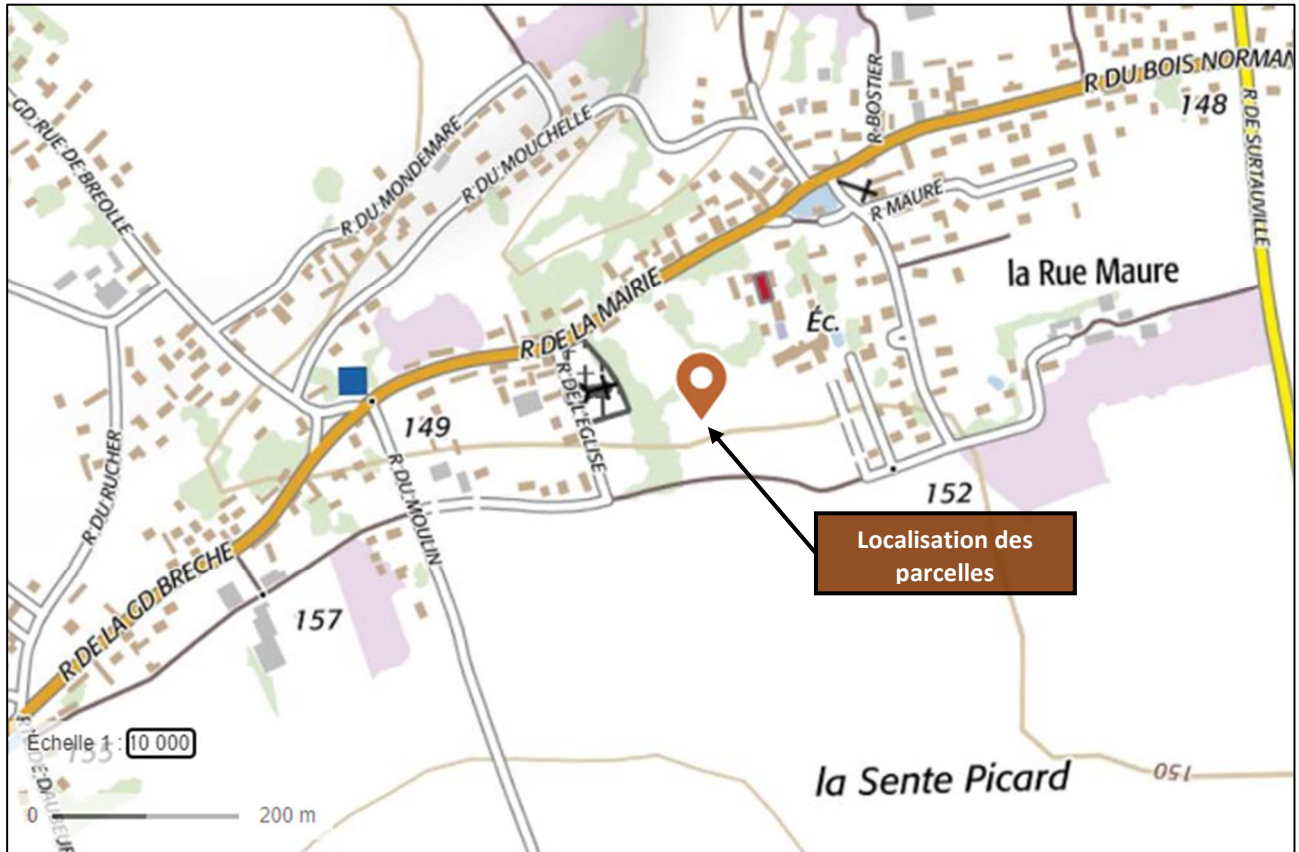 R DU BOIS NORMAN
148
R BOSTIER
R DE SURTAUVILLE
GD RUE DE BREOLLE
R DU MONDEMARE
R DU MOUCHELLE
R MAURE
la Rue Maure
R DE LA MAIRIE
Éc.
R DE L'EGLISE
149
R DU RUCHER
R DU MOULIN
152
Localisation des
parcelles
R DE LA GD BRECHE
157
Echelle 1 : 10 000
la Sente Picard
150
0 200 m